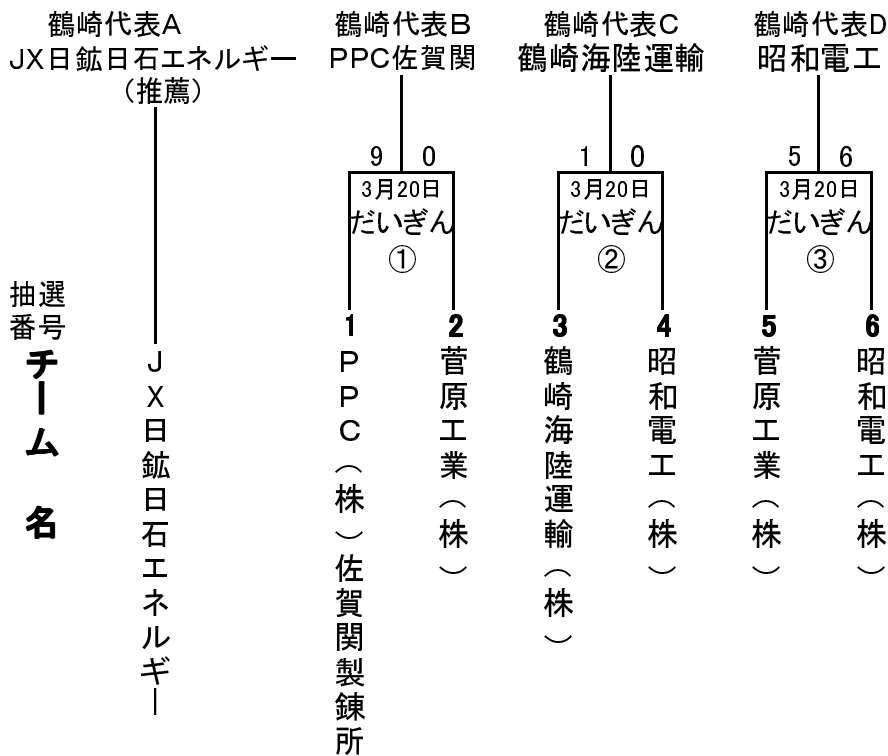 鶴崎代表A
JX日鉱日石エネルギー
（推薦）
鶴崎代表B
PPC佐賀関
鶴崎代表C
鶴崎海陸運輸
鶴崎代表D
昭和電工
9 0
3月20日
だいぎん
①
1 0
3月20日
だいぎん
②
5 6
3月20日
だいぎん
③
抽選
番号
1
2
3
4
5
6
チーム 名
JX日鉱日石エネルギー
PPC（株）佐賀関製錬所
菅原工業（株）
鶴崎海陸運輸（株）
昭和電工（株）
菅原工業（株）
昭和電工（株）